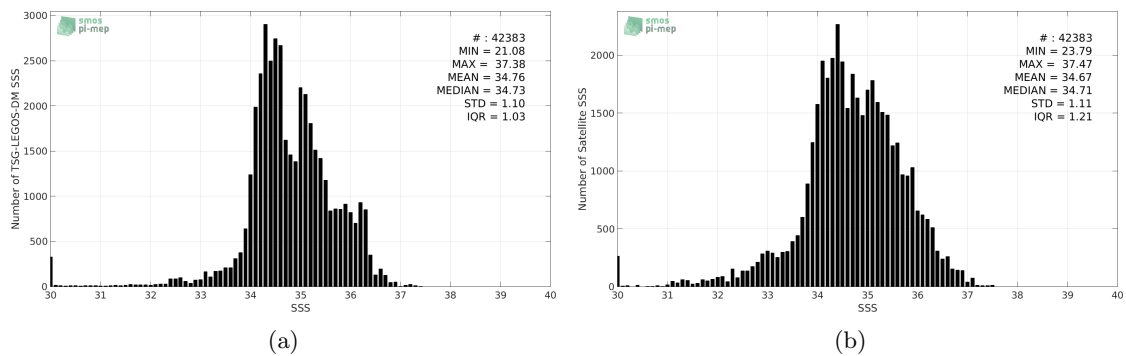 smos
pi-mep
# : 42383
MIN = 21.08
MAX = 37.38
MEAN = 34.76
MEDIAN = 34.73
STD = 1.10
IQR = 1.03
Number of TSG-LEGOS-DM SSS
3000
2500
2000
1500
1000
500
0
30 31 32 33 34 35 36 37 38 39 40
SSS
(a)
smos
pi-mep
# : 42383
MIN = 23.79
MAX = 37.47
MEAN = 34.67
MEDIAN = 34.71
STD = 1.11
IQR = 1.21
Number of Satellite SSS
2000
1500
1000
500
0
30 31 32 33 34 35 36 37 38 39 40
SSS
(b)